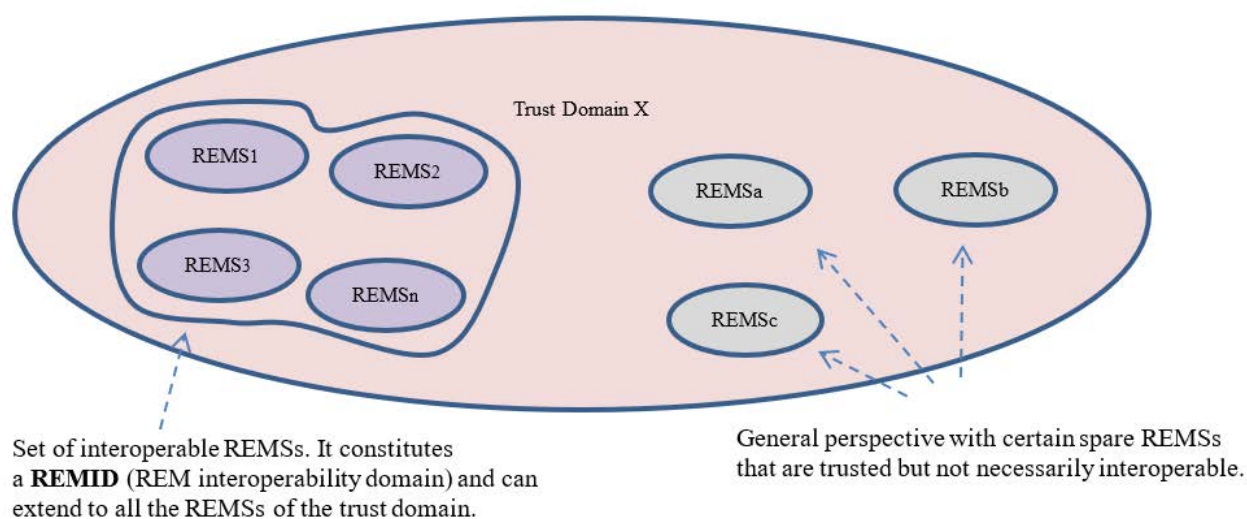 Trust Domain X
REMS1
REMS2
REMSa
REMSb
REMS3
REMSn
REMSc
Set of interoperable REMSs. It constitutes
a REMID (REM interoperability domain) and can
extend to all the REMSs of the trust domain.
General perspective with certain spare REMSs
that are trusted but not necessarily interoperable.